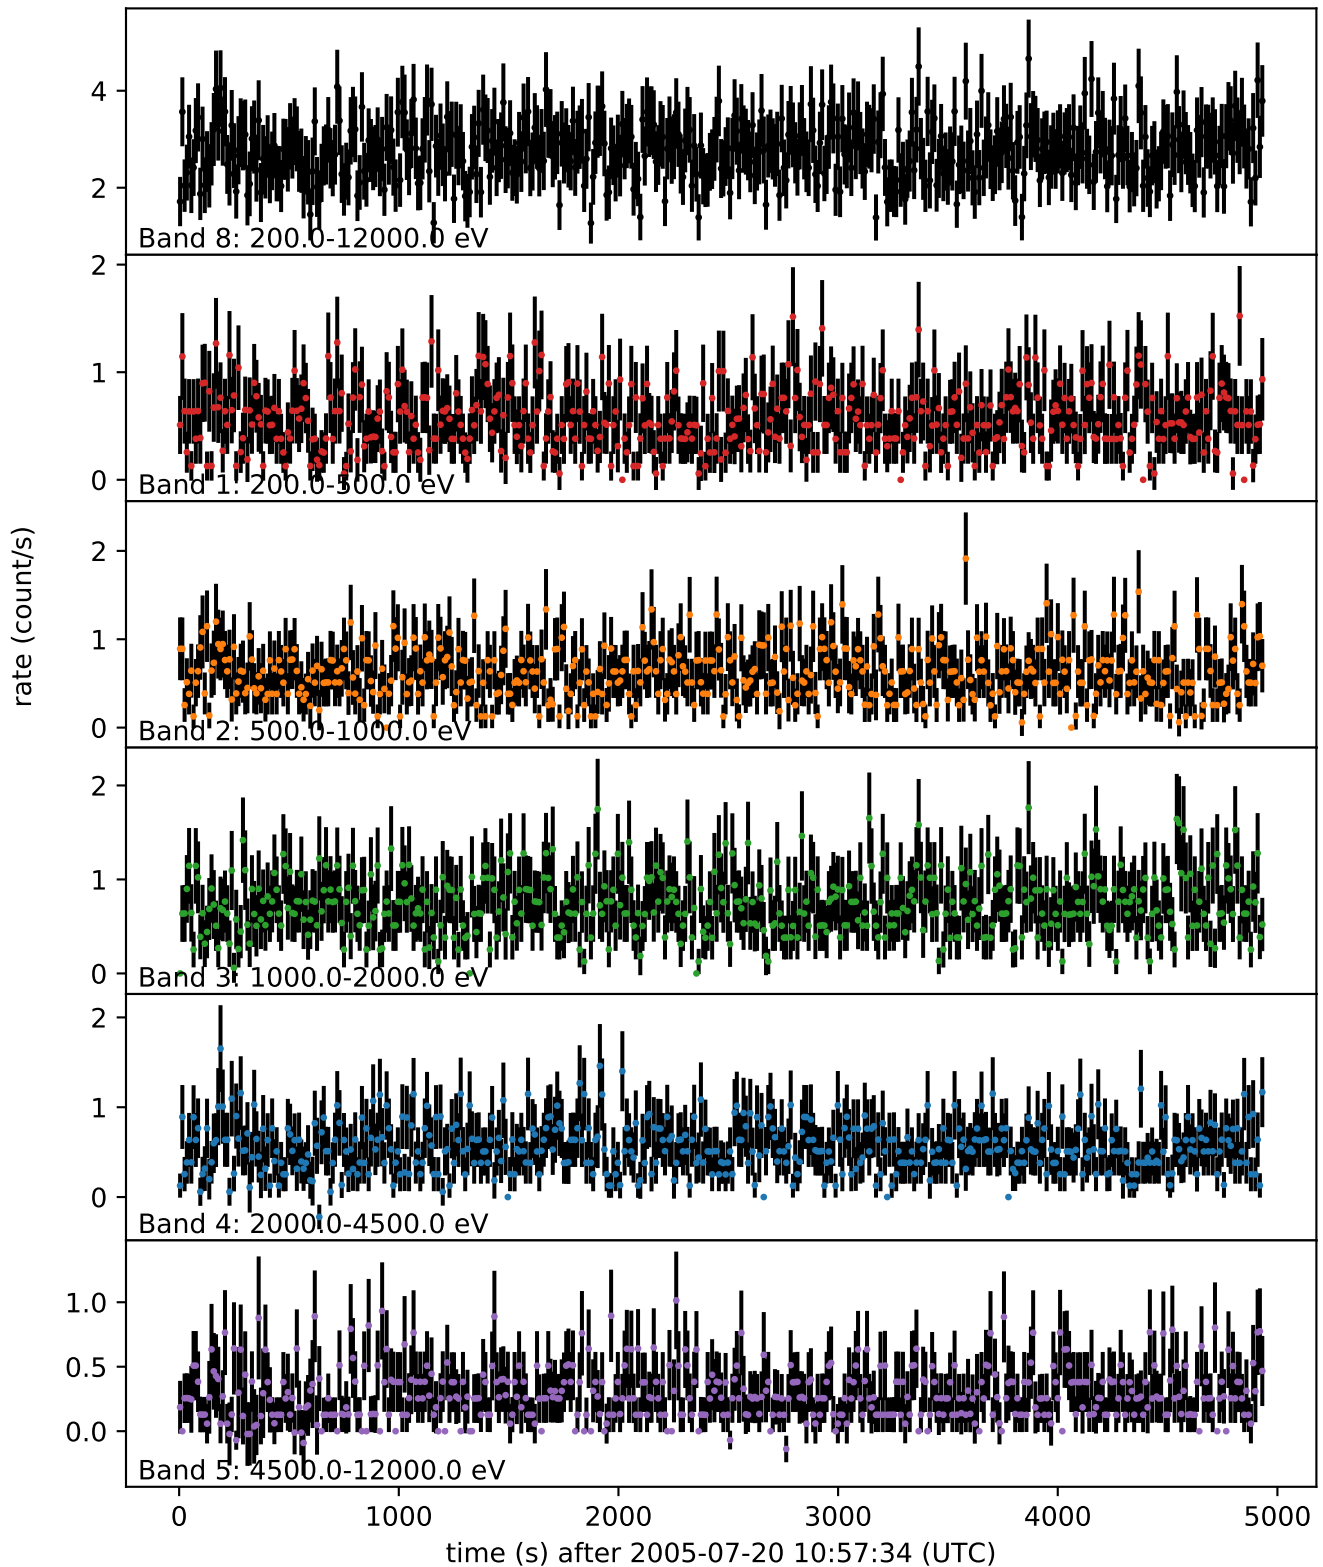 4
2
Band 8: 200.0-12000.0 eV
2
1
0
Band 1: 200.0-500.0 eV
2
1
0
Band 2: 500.0-1000.0 eV
rate (count/s)
2
1
0
Band 3: 1000.0-2000.0 eV
2
1
0
Band 4: 2000.0-4500.0 eV
1.0
0.5
0.0
Band 5: 4500.0-12000.0 eV
0 1000 2000 3000 4000 5000
time (s) after 2005-07-20 10:57:34 (UTC)